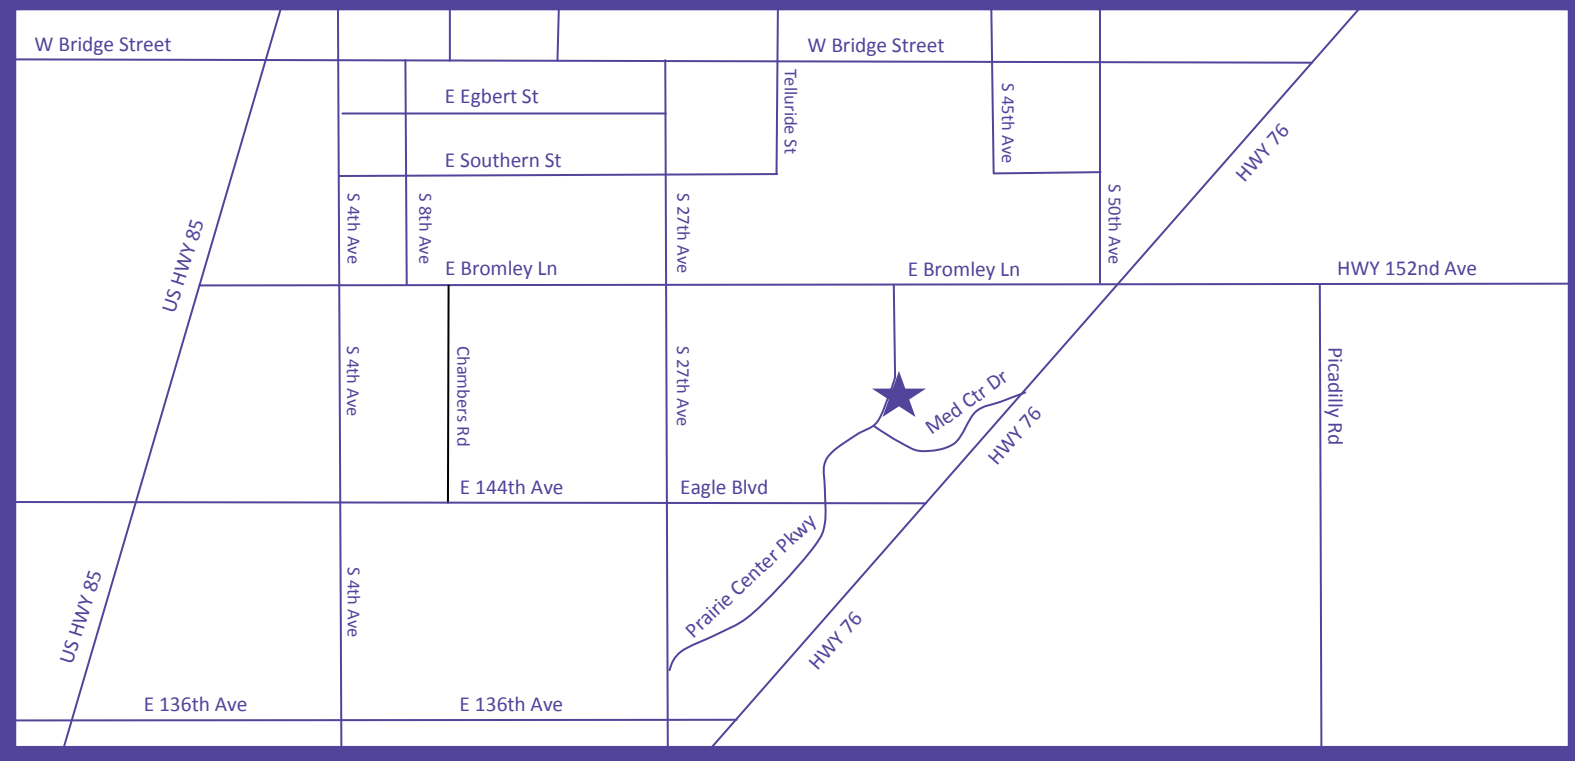 W Bridge Street
W Bridge Street
E Egbert St
Telluride St
S 45th Ave
HWY 76
E Southern St
S 4th Ave
S 8th Ave
S 27th Ave
S 50th Ave
US HWY 85
E Bromley Ln
E Bromley Ln
HWY 152nd Ave
S 4th Ave
Chambers Rd
S 27th Ave
Med Ctr Dr
HWY 76
Picadilly Rd
E 144th Ave
Eagle Blvd
Prairie Center Pkwy
US HWY 85
S 4th Ave
HWY 76
E 136th Ave
E 136th Ave